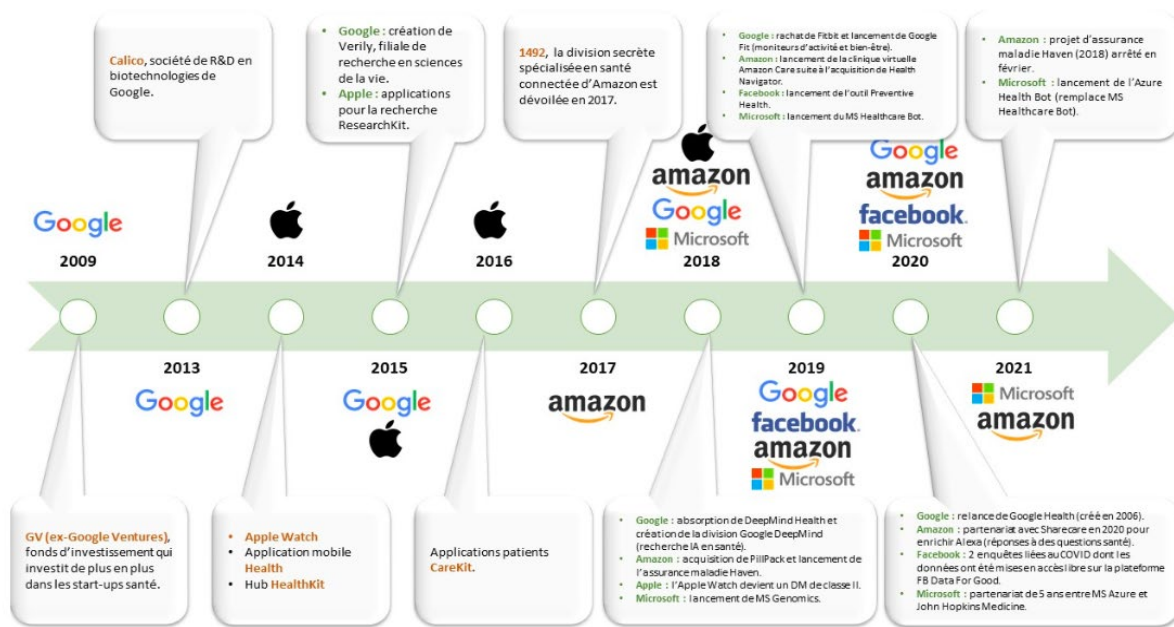 Calico, société de R&D en
biotechnologies de
Google.
Google : création de
Verily, filiale de
recherche en sciences
de la vie.
Apple : applications
pour la recherche
ResearchKit.
1492, la division secrète
spécialisée en santé
connectée d'Amazon est
dévoilée en 2017.
Google : rachat de Fitbit et lancement de Google
Fit (moniteurs d'activité et bien-être).
Amazon : lancement de la clinique virtuelle
Amazon Care suite à l'acquisition de Health
Navigator.
Facebook : lancement de l'outil Preventive
Health.
Microsoft : lancement du MS Healthcare Bot.
Amazon : projet d'assurance
maladie Haven (2018) arrêté en
février.
Microsoft : lancement de l'Azure
Health Bot (remplace MS
Healthcare Bot).
Google
2009
2014
2016
amazon
Google
Microsoft
2018
Google
amazon
facebook.
Microsoft
2020
2013
Google
2015
Google
2017
amazon
2019
Google
facebook.
amazon
Microsoft
2021
Microsoft
amazon
GV (ex-Google Ventures),
fonds d'investissement qui
investit de plus en plus
dans les start-ups santé.
Apple Watch
Application mobile
Health
Hub HealthKit
Applications patients
CareKit.
Google : absorption de DeepMind Health et
création de la division Google DeepMind
(recherche IA en santé).
Amazon : acquisition de PillPack et lancement de
l'assurance maladie Haven.
Apple : l'Apple Watch devient un DM de classe II.
Microsoft : lancement de MS Genomics.
Google : relance de Google Health (créé en 2006).
Amazon : partenariat avec Sharecare en 2020 pour
enrichir Alexa (réponses à des questions santé).
Facebook : 2 enquêtes liées au COVID dont les
données ont été mises en accès libre sur la plateforme
FB Data For Good.
Microsoft : partenariat de 5 ans entre MS Azure et
John Hopkins Medicine.